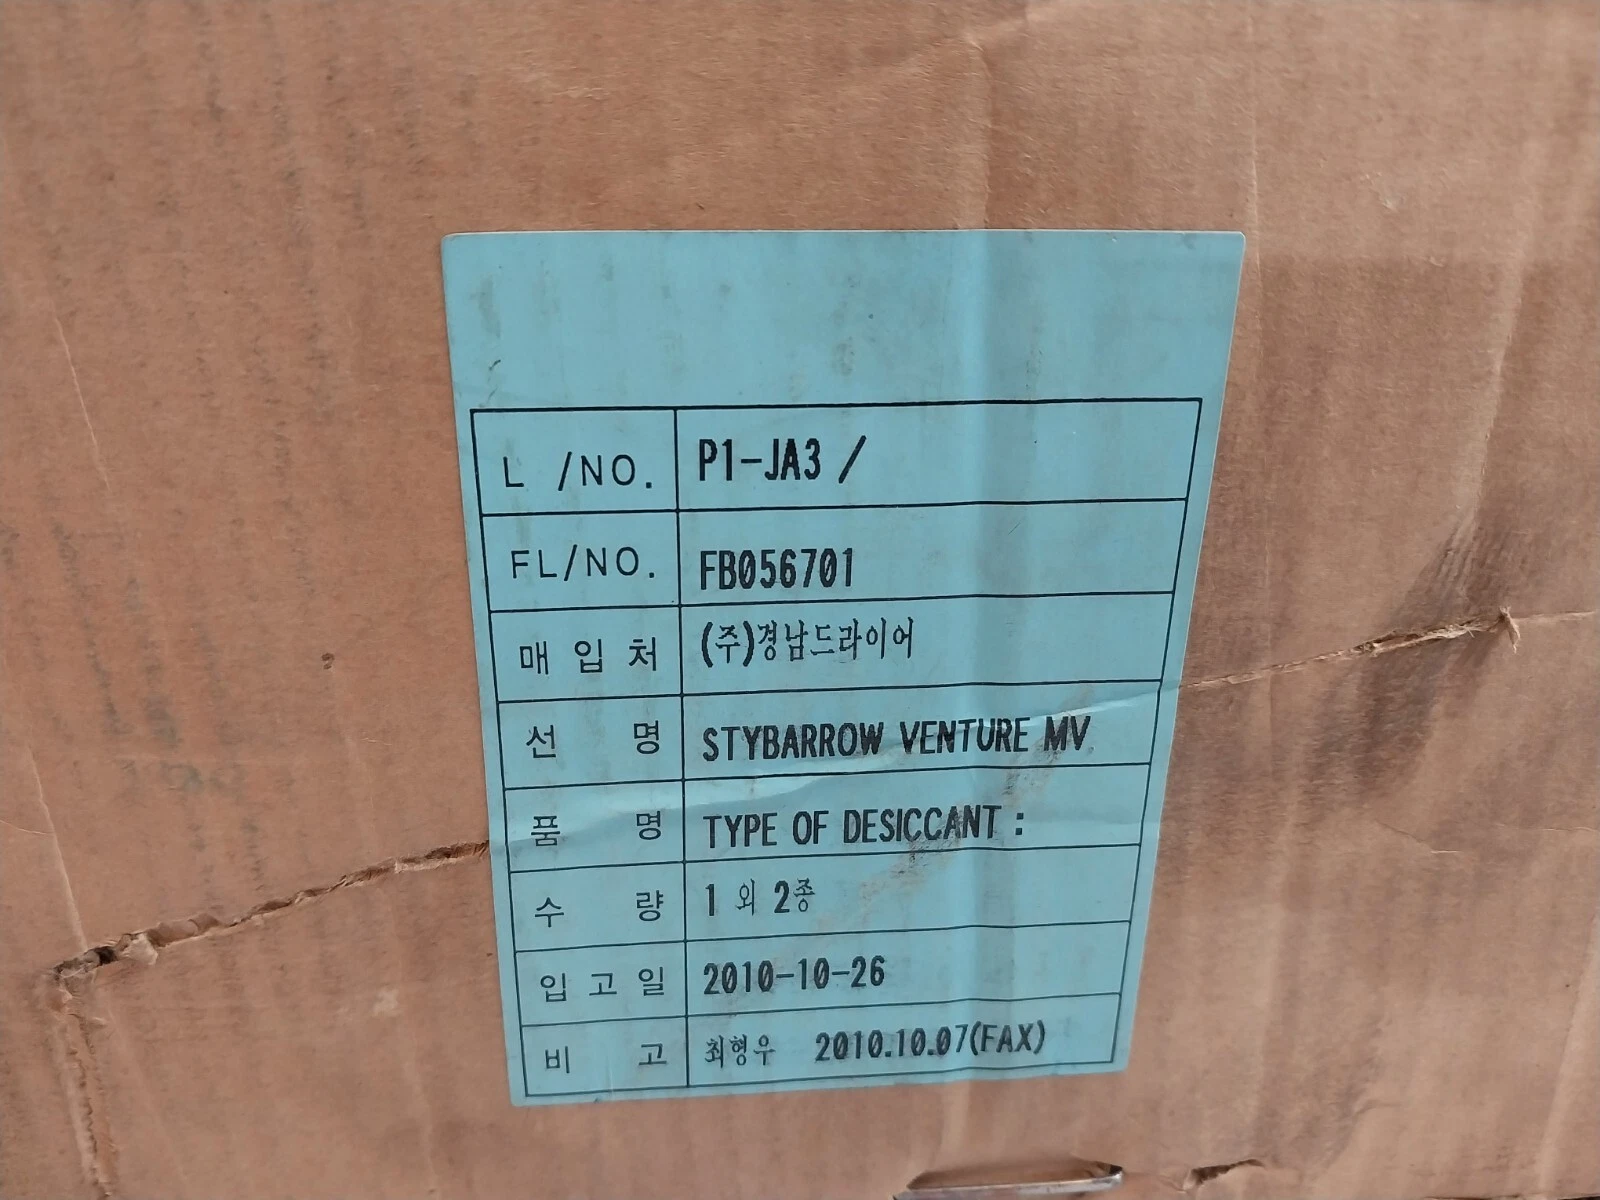 L /NO. P1-JA3 /
FL/NO. FB056701
매 입 처 (주)경남드라이어
선 명 STYBARROW VENTURE MV
품 명 TYPE OF DESICCANT :
수 량 1 외 2종
입 고 일 2010-10-26
비 고 최형우 2010.10.07(FAX)